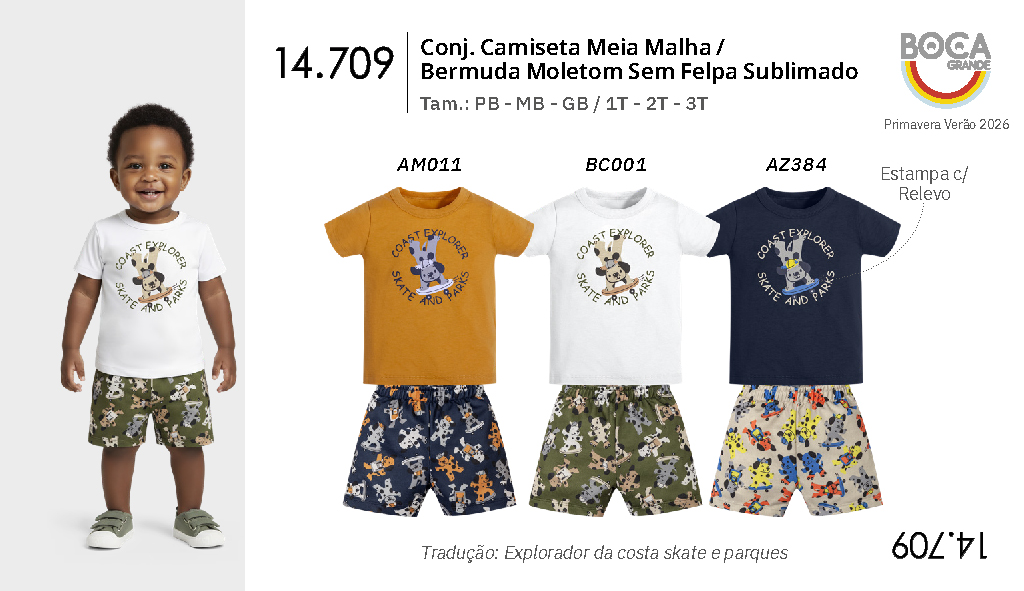 14.709
Conj. Camiseta Meia Malha /
Bermuda Moletom Sem Felpa Sublimado
Tam.: PB - MB - GB / 1T - 2T - 3T
BOCA
GRANDE
Primavera Verão 2026
AM011
BC001
AZ384
Estampa c/
Relevo
COAST EXPLORER
SKATE AND PARKS
COAST EXPLORER
SKATE AND PARKS
COAST EXPLORER
SKATE AND PARKS
COAST EXPLORER
SKATE AND PARKS
Tradução: Explorador da costa skate e parques
14.709